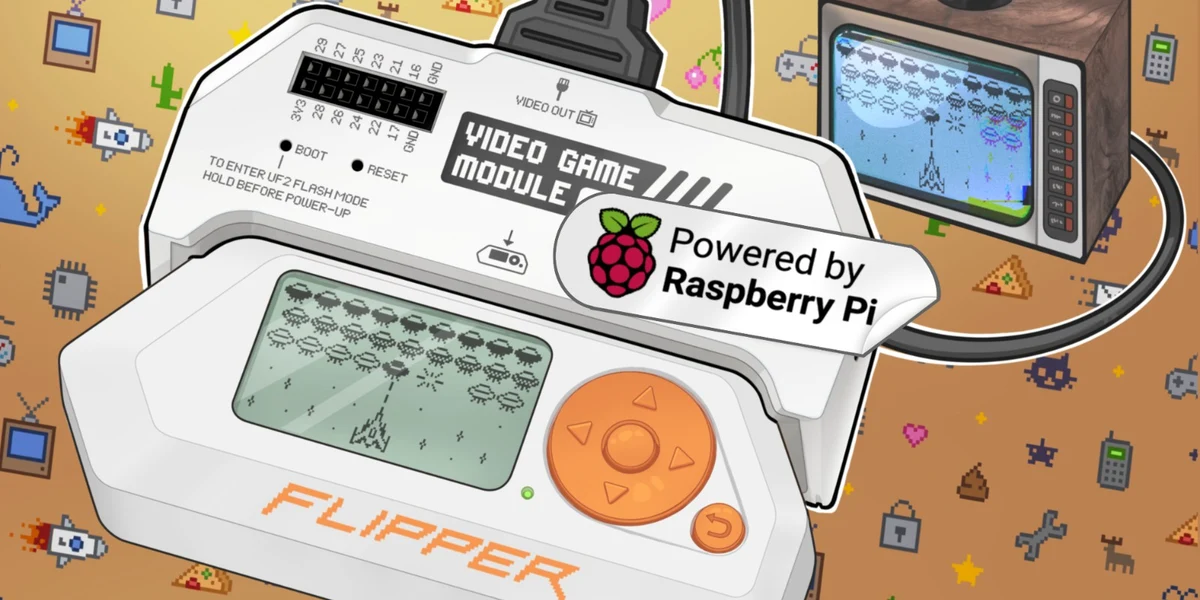 29 27 25 23 21 16 GND
3V3 28 26 24 22 17 GND
BOOT
RESET
TO ENTER UF2 FLASH MODE
HOLD BEFORE POWER-UP
VIDEO OUT
VIDEO GAME
MODULE
Powered by
Raspberry Pi
FLIPPER